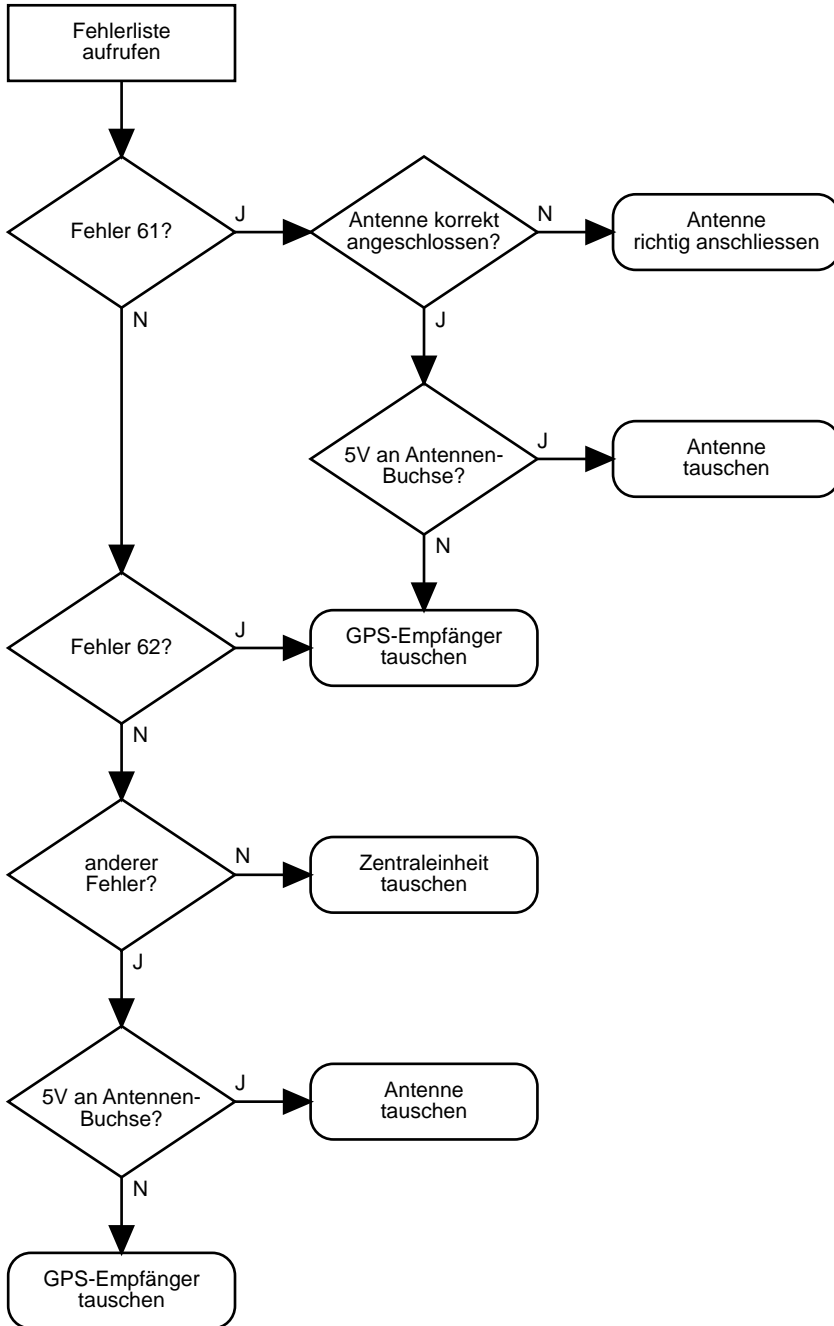 Fehlerliste
aufrufen
Fehler 61?
J
Antenne korrekt
angeschlossen?
N
Antenne
richtig anschliessen
N
J
5V an Antennen-
Buchse?
J
Antenne
tauschen
N
Fehler 62?
J
GPS-Empfänger
tauschen
N
anderer
Fehler?
N
Zentraleinheit
tauschen
J
5V an Antennen-
Buchse?
J
Antenne
tauschen
N
GPS-Empfänger
tauschen